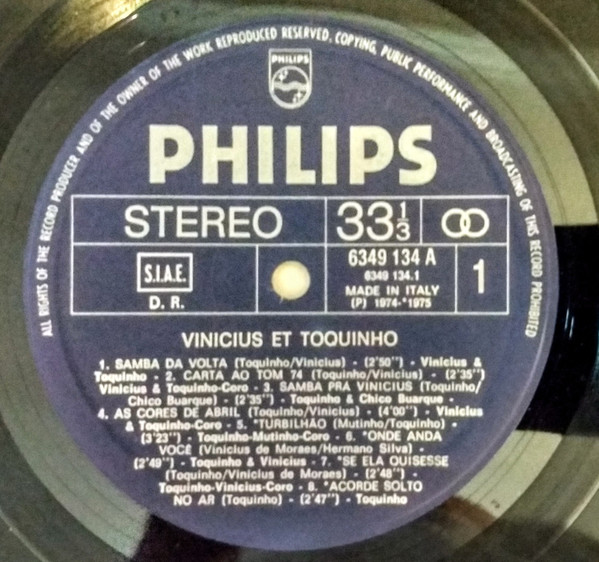 ALL RIGHTS OF THE RECORD PRODUCER AND OF THE OWNER OF THE WORK REPRODUCED RESERVED. COPYING, PUBLIC PERFORMANCE AND BROADCASTING OF THIS RECORD PROHIBITED
PHILIPS
PHILIPS
STEREO 33 1/3
S.I.A.E.
D. R.
6349 134 A
6349 134.1
MADE IN ITALY
(P) 1974-*1975
1
VINICIUS ET TOQUINHO
1. SAMBA DA VOLTA (Toquinho/Vinicius) - (2'50") - Vinicius &
Toquinho - 2. CARTA AO TOM 74 (Toquinho/Vinicius) - (2'35")
Vinicius & Toquinho-Coro - 3. SAMBA PRA VINICIUS (Toquinho/
Chico Buarque) - (2'35") - Toquinho & Chico Buarque -
4. AS CORES DE ABRIL (Toquinho/Vinicius) - (4'00") - Vinicius
& Toquinho-Coro - 5. *TURBILHÃO (Mutinho/Toquinho) -
(3'23") - Toquinho-Mutinho-Coro - 6. *ONDE ANDA
VOCÊ (Vinicius de Moraes/Hermano Silva) -
(2'49") - Toquinho & Vinicius - 7. *SE ELA QUISESSE
(Toquinho/Vinicius de Moraes) - (2'48") -
Toquinho-Vinicius-Coro - 8. *ACORDE SOLTO
NO AR (Toquinho) - (2'47") - Toquinho